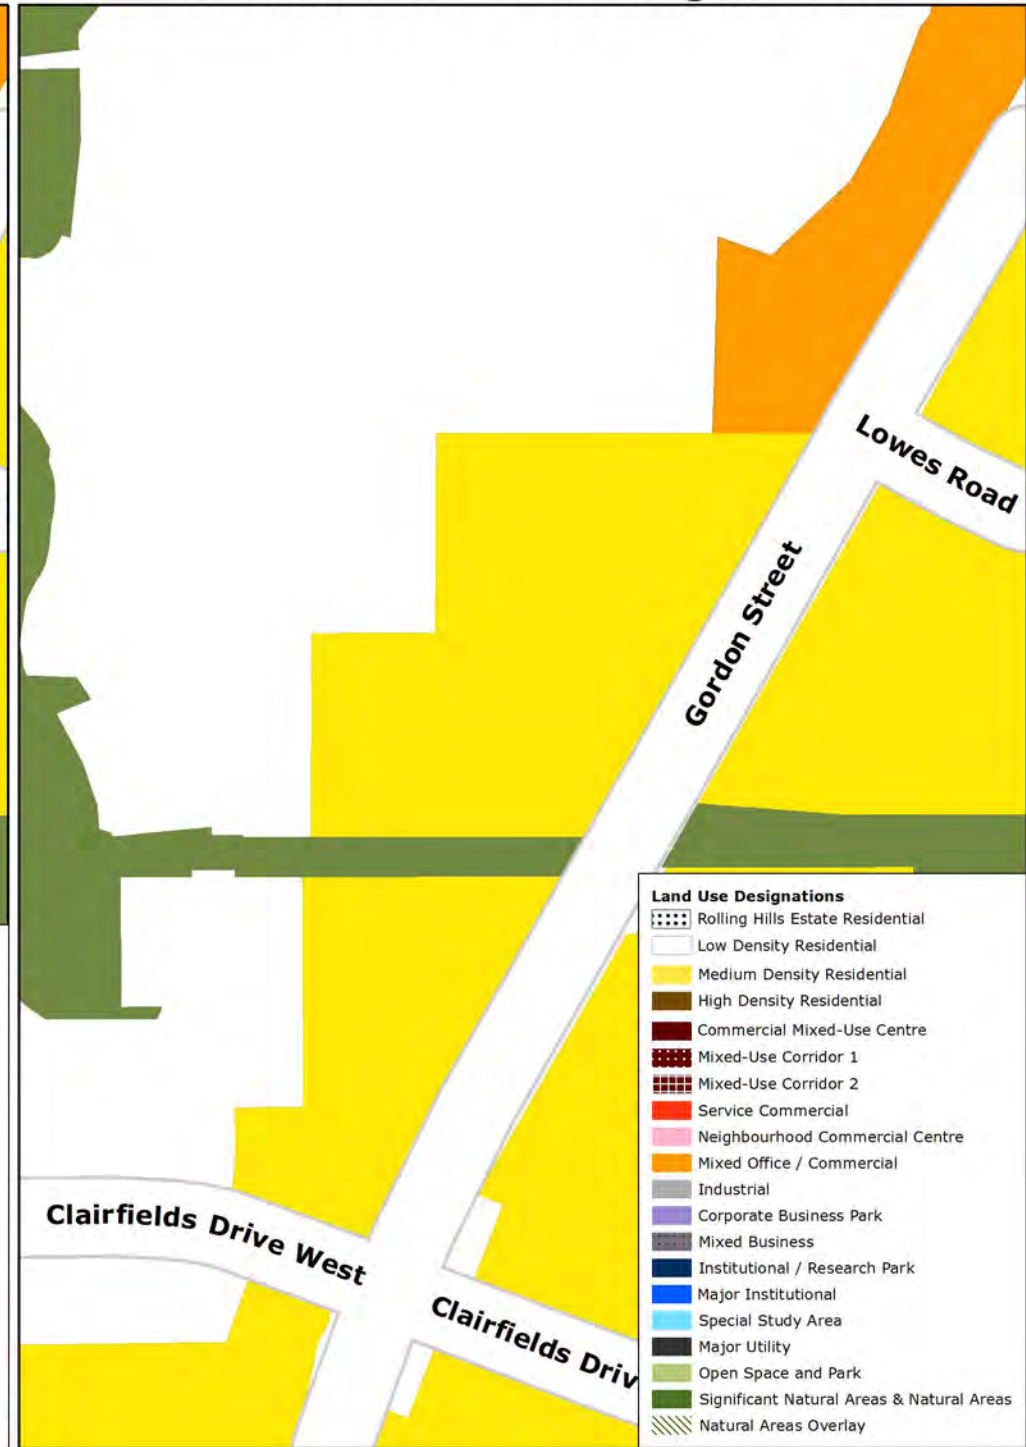 Lowes Road
Gordon Street
Clairfields Drive West
Clairfields Driv
Land Use Designations
Rolling Hills Estate Residential
Low Density Residential
Medium Density Residential
High Density Residential
Commercial Mixed-Use Centre
Mixed-Use Corridor 1
Mixed-Use Corridor 2
Service Commercial
Neighbourhood Commercial Centre
Mixed Office / Commercial
Industrial
Corporate Business Park
Mixed Business
Institutional / Research Park
Major Institutional
Special Study Area
Major Utility
Open Space and Park
Significant Natural Areas & Natural Areas
Natural Areas Overlay